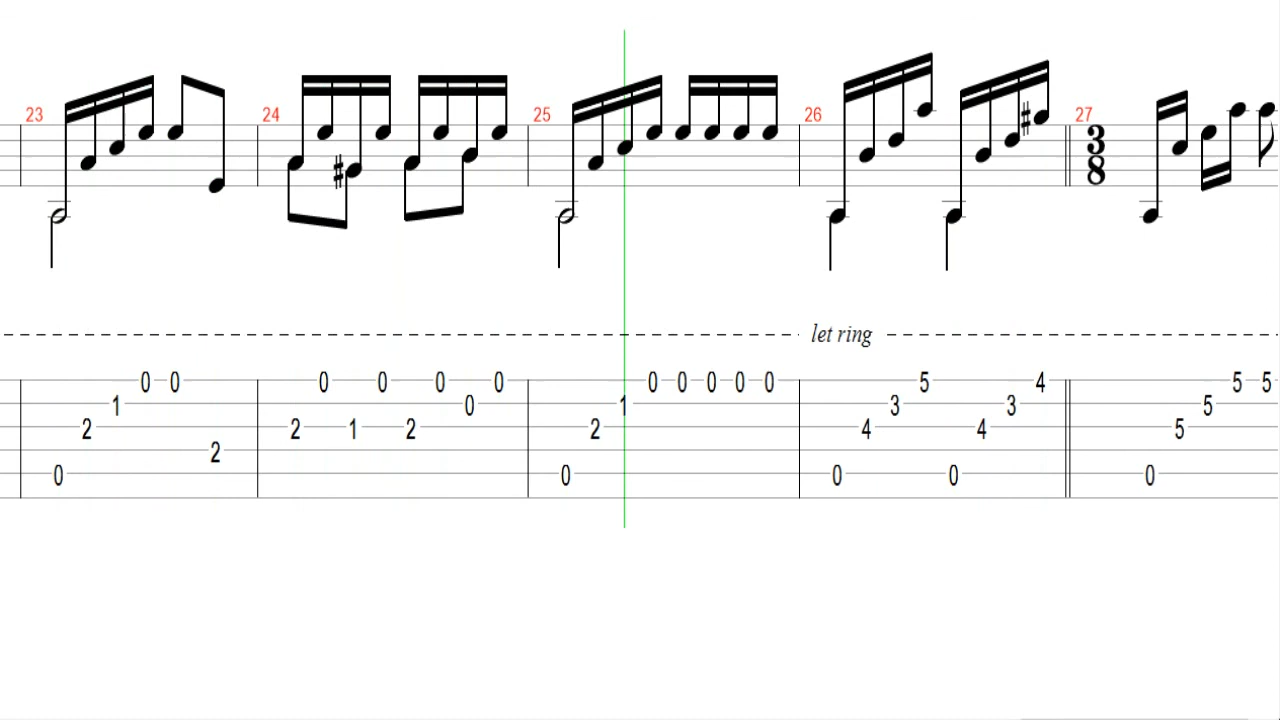 23 24 25 26 27
3
8
let ring
0 0 0 0 0 0 0 0 0 0 0 5 4 5 5
1 0 1 3 3 5
2 2 1 2 2 4 4 5
2
0 0 0 0 0